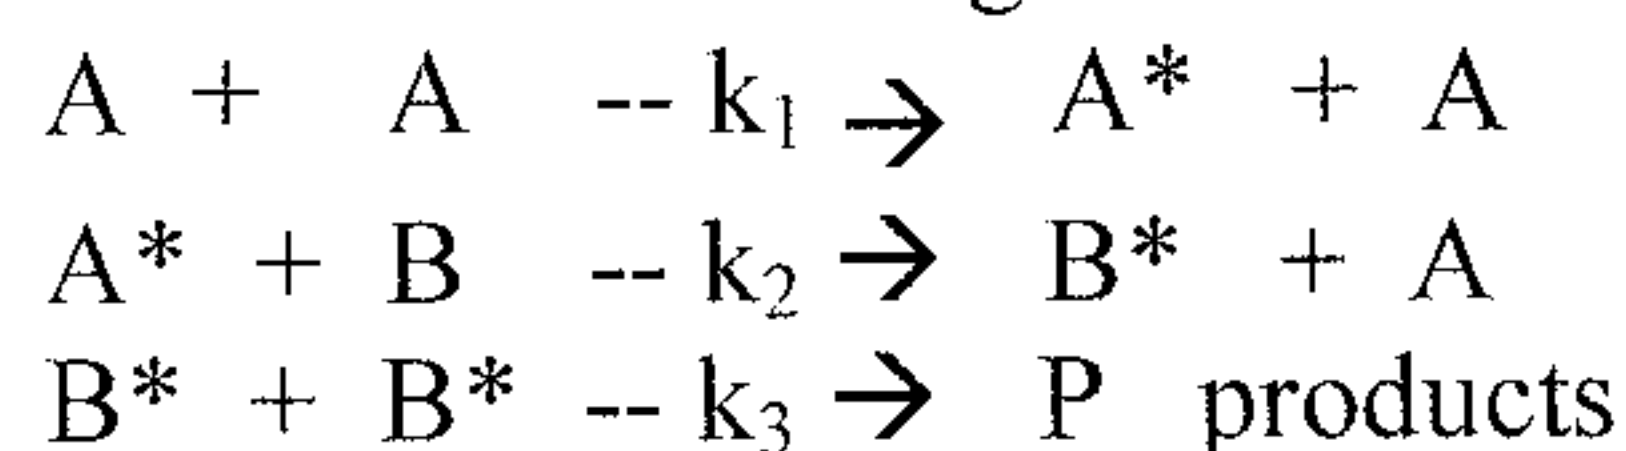 A + A -- k₁ → A* + A
A* + B -- k₂ → B* + A
B* + B* -- k₃ → P products